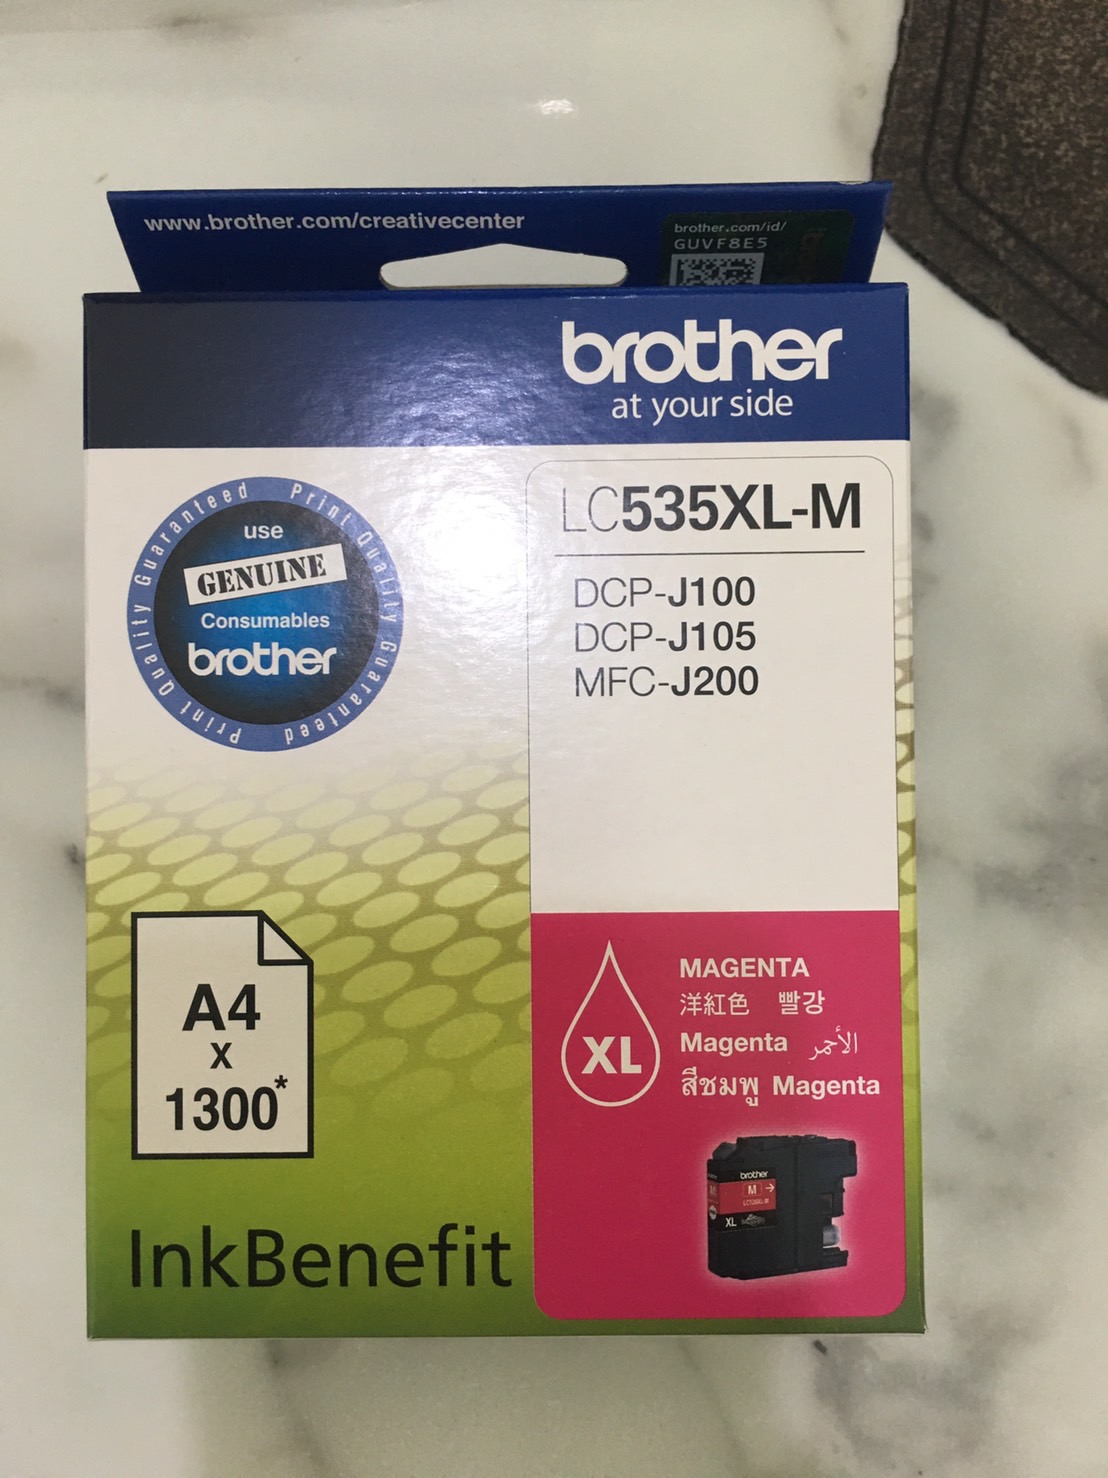 www.brother.com/creativecenter
brother.com/id/
GUVF8E5
brother
at your side
Print Quality Guaranteed
Print Quality Guaranteed
use
GENUINE
Consumables
brother
LC535XL-M
DCP-J100
DCP-J105
MFC-J200
A4
x
1300*
InkBenefit
XL
MAGENTA
洋紅色 빨강
Magenta الأحمر
สีชมพู Magenta
brother
M
XL